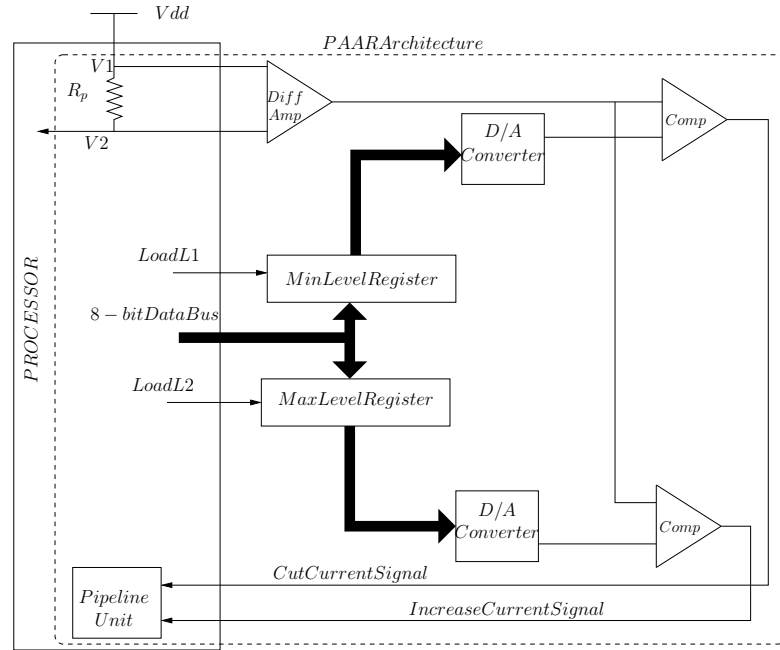 Vdd
PAARArchitecture
V1
R_p
Diff
Amp
V2
D/A
Converter
Comp
LoadL1
MinLevelRegister
8 − bitDataBus
LoadL2
MaxLevelRegister
PROCESSOR
D/A
Converter
Comp
CutCurrentSignal
Pipeline
Unit
IncreaseCurrentSignal